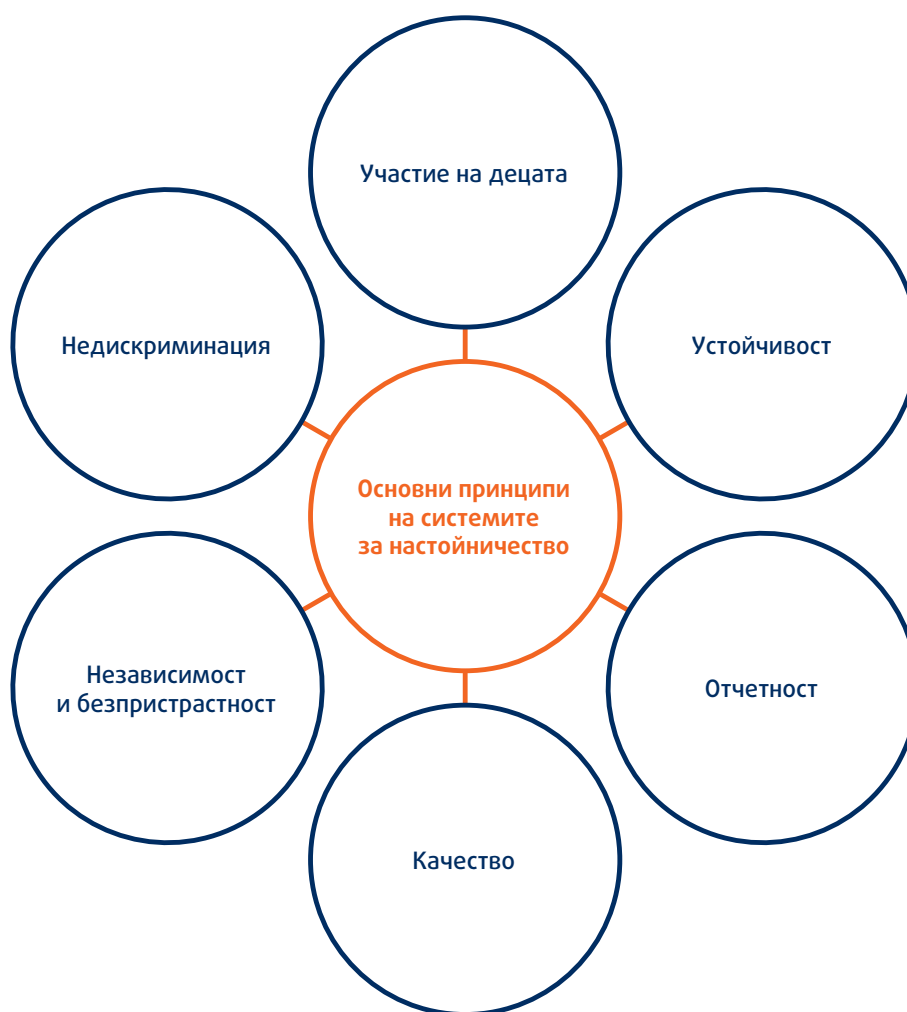 Участие на децата
Недискриминация
Устойчивост
Основни принципи
на системите
за настойничество
Независимост
и безпристрастност
Отчетност
Качество